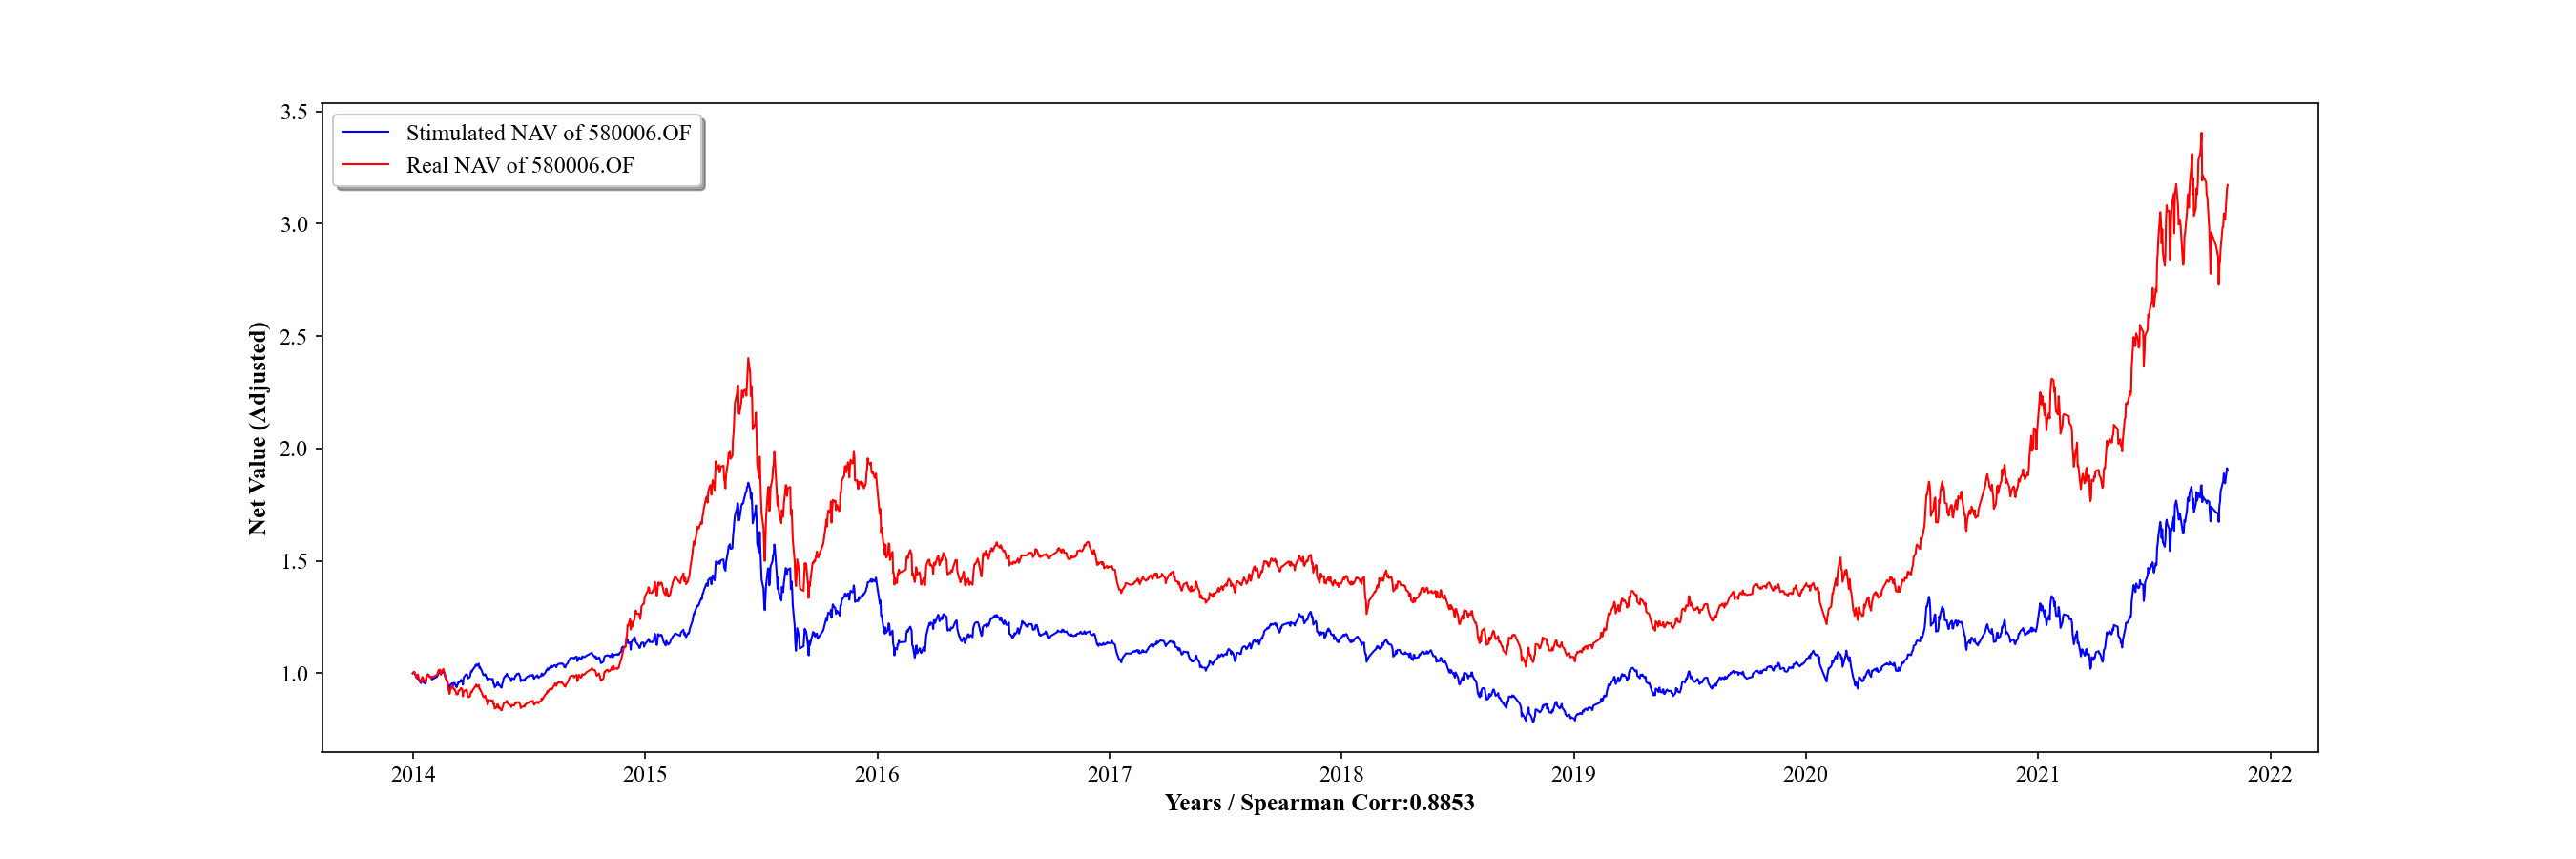 3.5
3.0
2.5
2.0
1.5
1.0
Net Value (Adjusted)
Stimulated NAV of 580006.OF
Real NAV of 580006.OF
2014 2015 2016 2017 2018 2019 2020 2021 2022
Years / Spearman Corr:0.8853